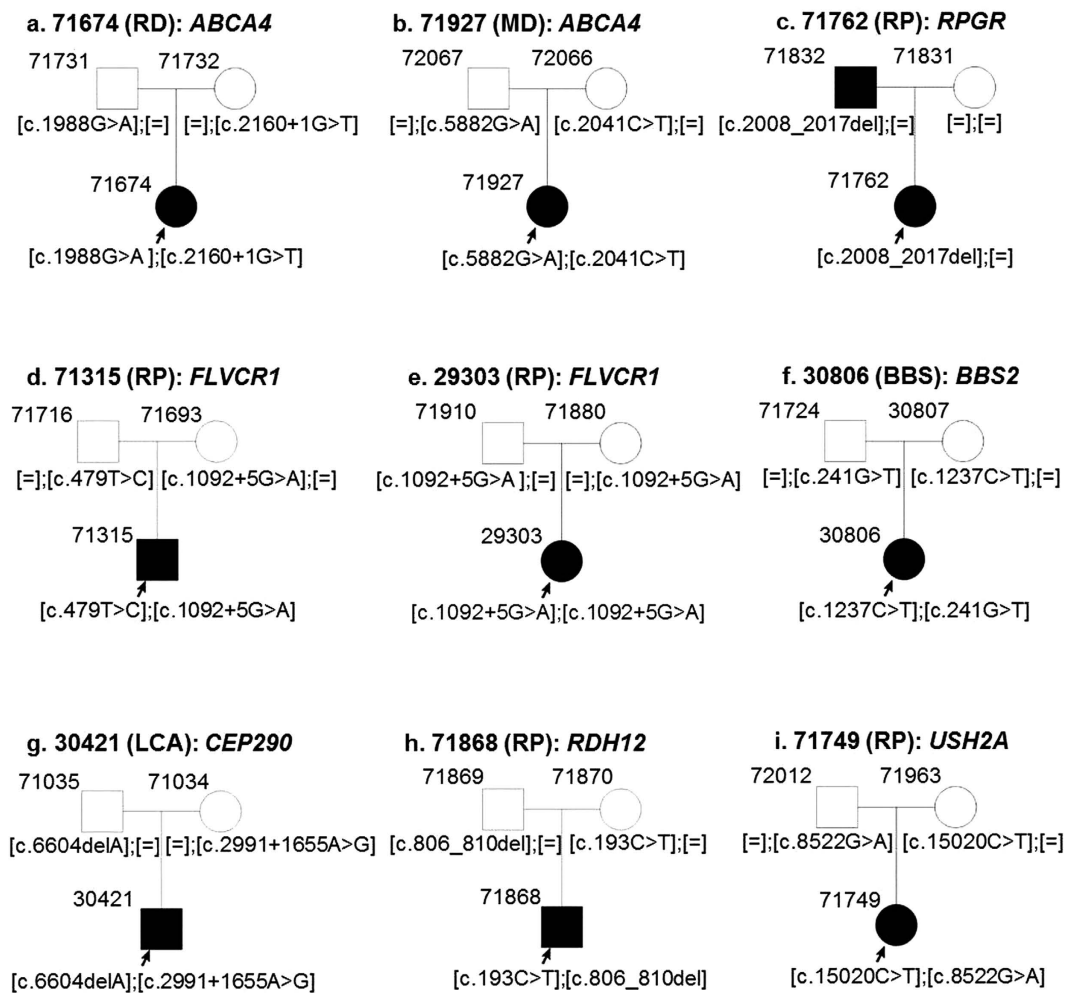 a. 71674 (RD): ABCA4
71731 71732
[c.1988G>A];[=] [=];[c.2160+1G>T]
71674
[c.1988G>A ];[c.2160+1G>T]
b. 71927 (MD): ABCA4
72067 72066
[=];[c.5882G>A] [c.2041C>T];[=]
71927
[c.5882G>A];[c.2041C>T]
c. 71762 (RP): RPGR
71832 71831
[c.2008_2017del];[=] [=];[=]
71762
[c.2008_2017del];[=]
d. 71315 (RP): FLVCR1
71716 71693
[=];[c.479T>C] [c.1092+5G>A];[=]
71315
[c.479T>C];[c.1092+5G>A]
e. 29303 (RP): FLVCR1
71910 71880
[c.1092+5G>A ];[=] [=];[c.1092+5G>A]
29303
[c.1092+5G>A];[c.1092+5G>A]
f. 30806 (BBS): BBS2
71724 30807
[=];[c.241G>T] [c.1237C>T];[=]
30806
[c.1237C>T];[c.241G>T]
g. 30421 (LCA): CEP290
71035 71034
[c.6604delA];[=] [=];[c.2991+1655A>G]
30421
[c.6604delA];[c.2991+1655A>G]
h. 71868 (RP): RDH12
71869 71870
[c.806_810del];[=] [c.193C>T];[=]
71868
[c.193C>T];[c.806_810del]
i. 71749 (RP): USH2A
72012 71963
[=];[c.8522G>A] [c.15020C>T];[=]
71749
[c.15020C>T];[c.8522G>A]